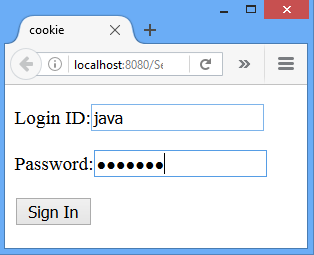 cookie
localhost:8080/Se
Login ID:java
Password:●●●●●●●
Sign In